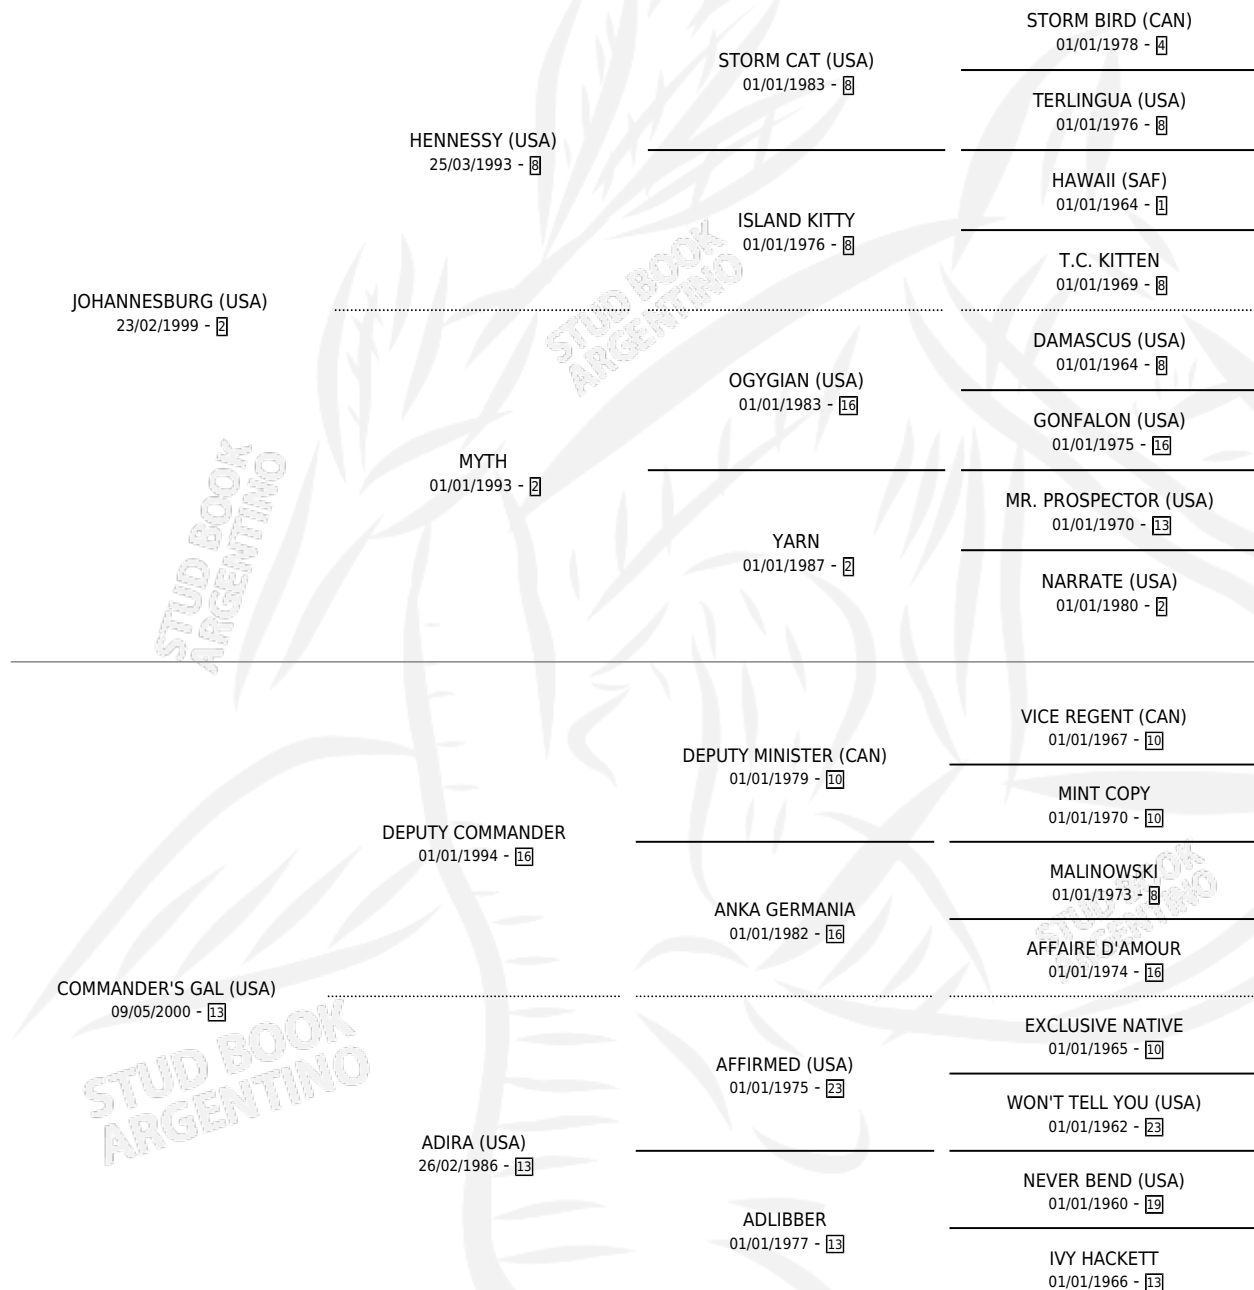 STORM BIRD (CAN)
01/01/1978 - 4
STORM CAT (USA)
01/01/1983 - 8
TERLINGUA (USA)
01/01/1976 - 8
HENNESSY (USA)
25/03/1993 - 8
HAWAII (SAF)
01/01/1964 - 1
ISLAND KITTY
01/01/1976 - 8
T.C. KITTEN
01/01/1969 - 8
JOHANNESBURG (USA)
23/02/1999 - 2
STUD BOOK
ARGENTINO
DAMASCUS (USA)
01/01/1964 - 8
OGYGIAN (USA)
01/01/1983 - 16
GONFALON (USA)
01/01/1975 - 16
MYTH
01/01/1993 - 2
MR. PROSPECTOR (USA)
01/01/1970 - 13
YARN
01/01/1987 - 2
NARRATE (USA)
01/01/1980 - 2
STUD BOOK
ARGENTINO
VICE REGENT (CAN)
01/01/1967 - 10
DEPUTY MINISTER (CAN)
01/01/1979 - 10
MINT COPY
01/01/1970 - 10
DEPUTY COMMANDER
01/01/1994 - 16
MALINOWSKI
01/01/1973 - 8
ANKA GERMANIA
01/01/1982 - 16
AFFAIRE D'AMOUR
01/01/1974 - 16
STUD BOOK
ARGENTINO
COMMANDER'S GAL (USA)
09/05/2000 - 13
EXCLUSIVE NATIVE
01/01/1965 - 10
AFFIRMED (USA)
01/01/1975 - 23
WON'T TELL YOU (USA)
01/01/1962 - 23
STUD BOOK
ARGENTINO
ADIRA (USA)
26/02/1986 - 13
NEVER BEND (USA)
01/01/1960 - 19
ADLIBBER
01/01/1977 - 13
IVY HACKETT
01/01/1966 - 13